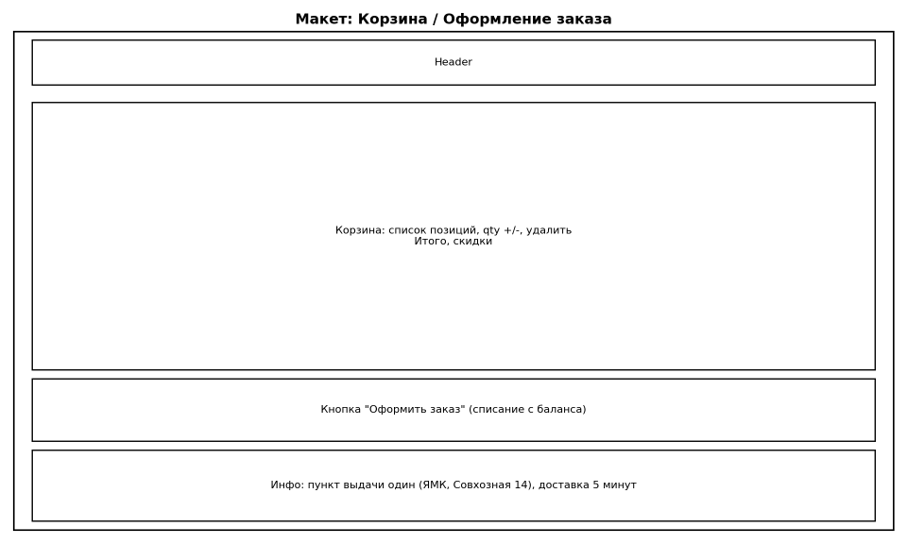 Макет: Корзина / Оформление заказа
Header
Корзина: список позиций, qty +/-, удалить
Итого, скидки
Кнопка "Оформить заказ" (списание с баланса)
Инфо: пункт выдачи один (ЯМК, Совхозная 14), доставка 5 минут